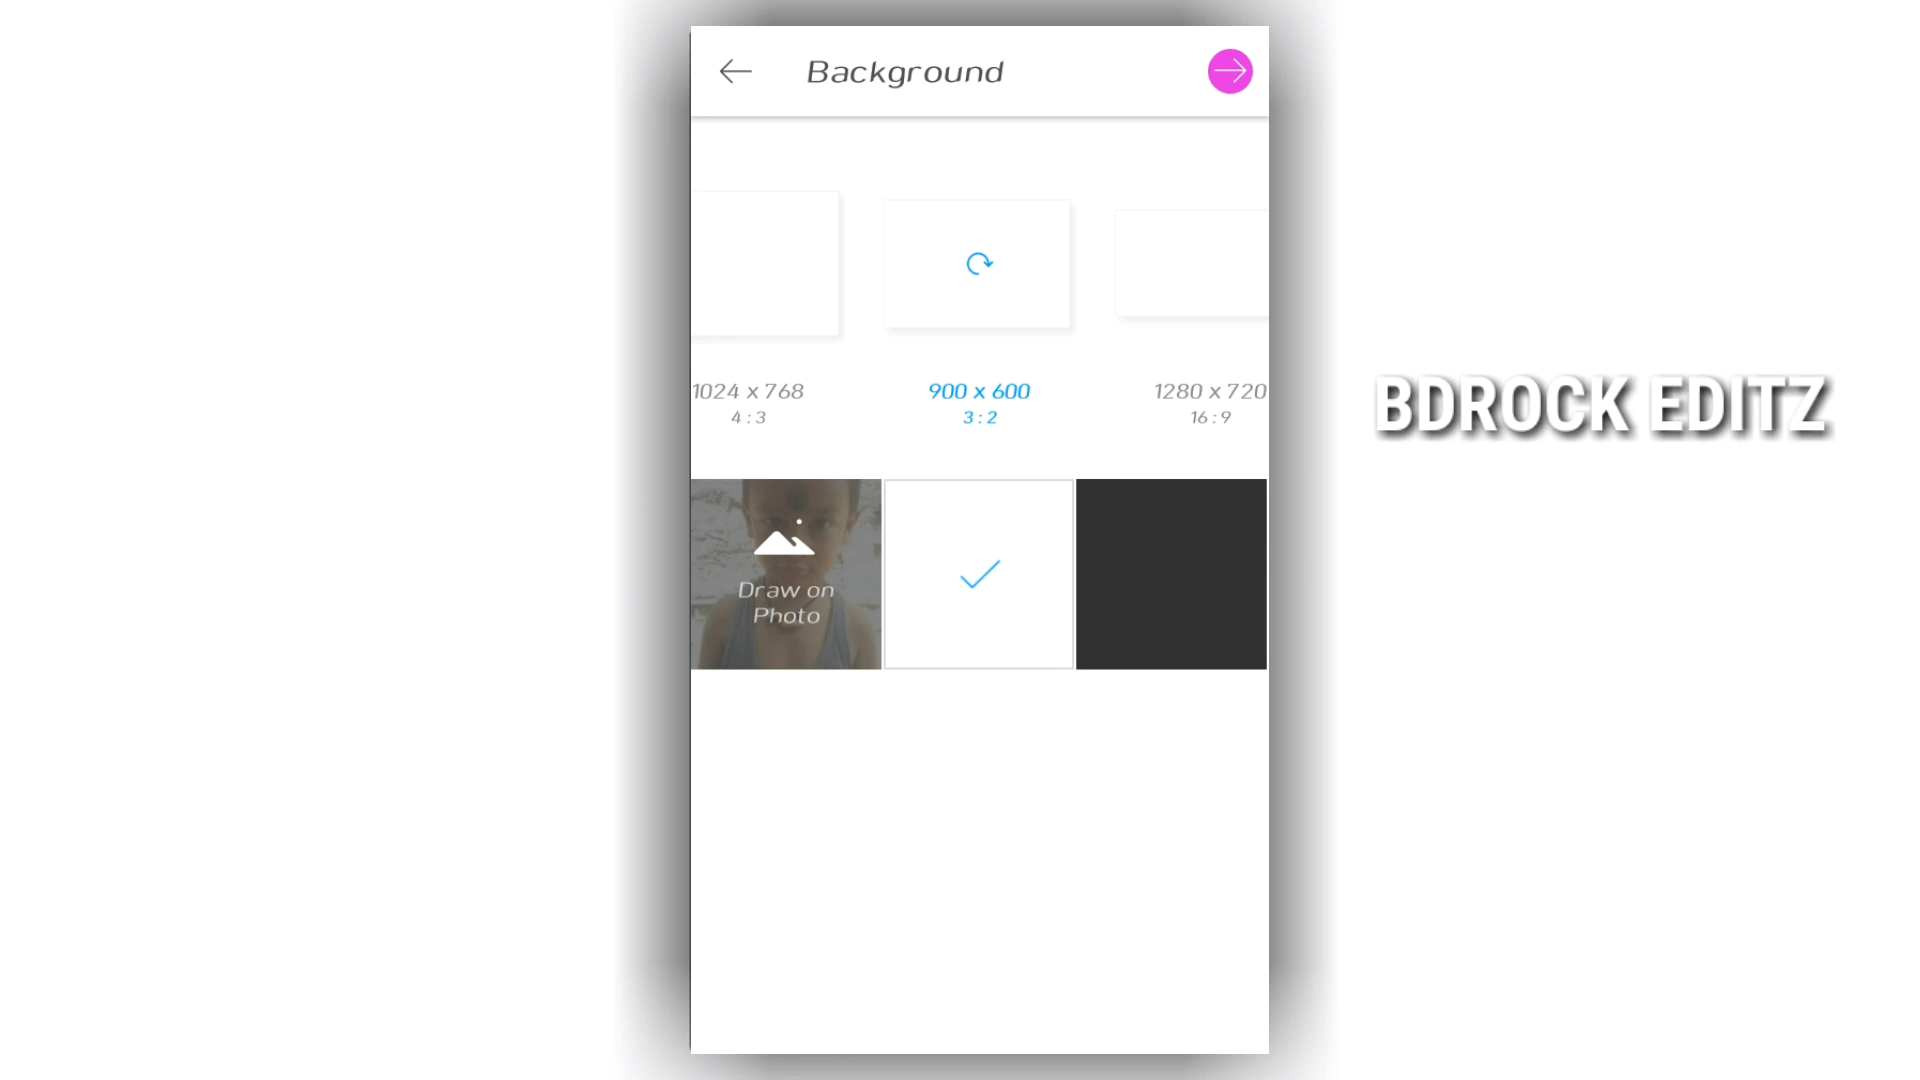 Background
1024 x 768
4 : 3
900 x 600
3 : 2
1280 x 720
16 : 9
BDROCK EDITZ
Draw on
Photo